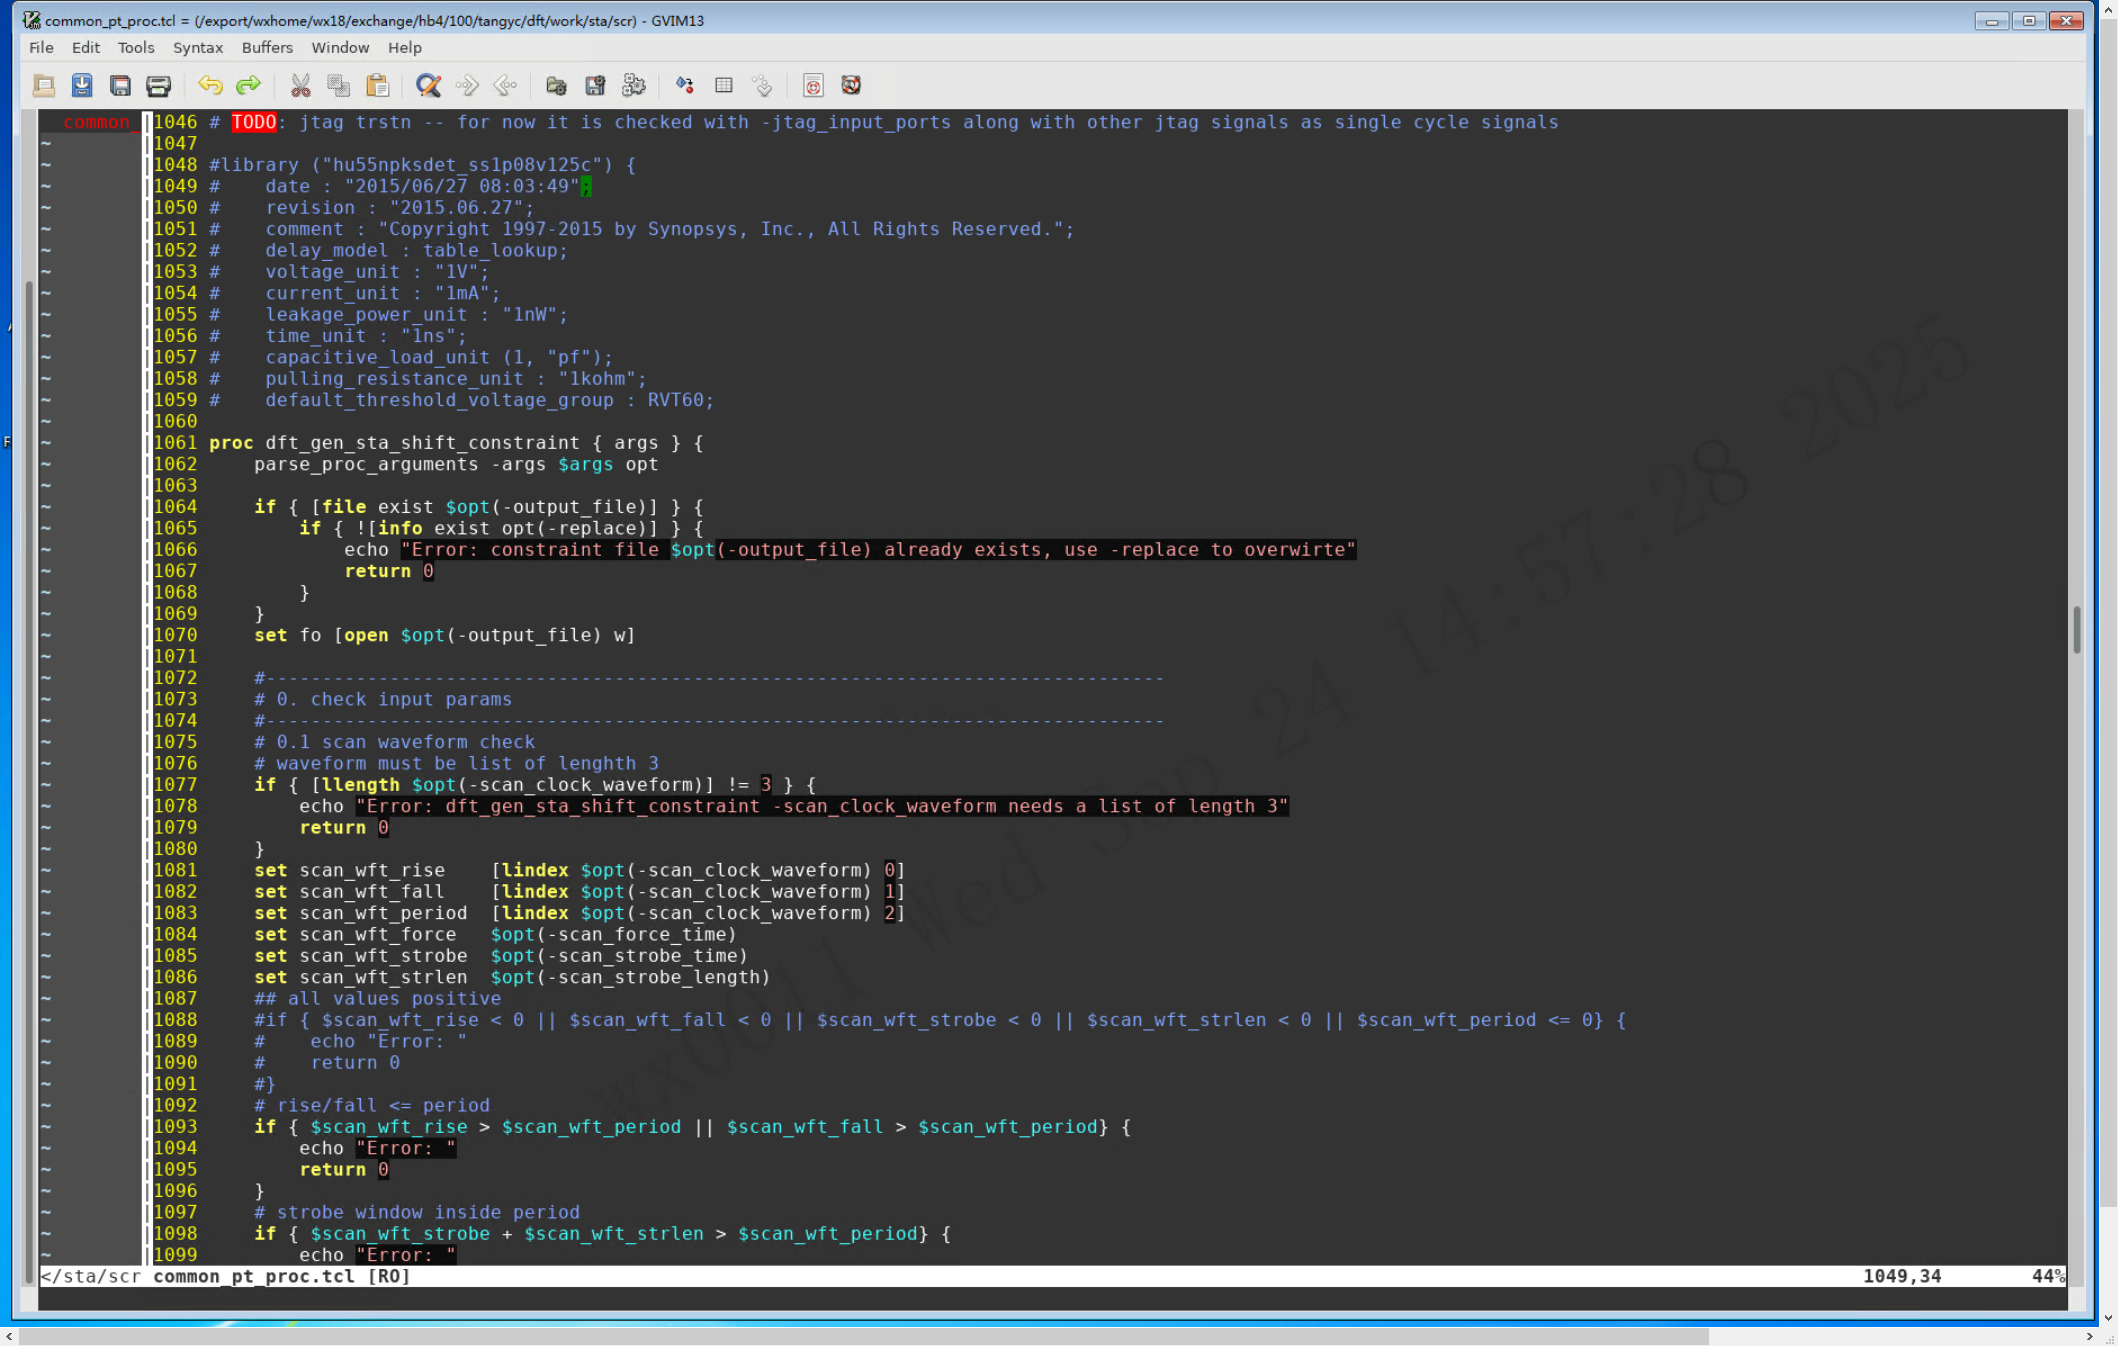 common_pt_proc.tcl = (/export/wxhome/wx18/exchange/hb4/100/tangyc/dft/work/sta/scr) - GVIM13
File Edit Tools Syntax Buffers Window Help
common_
1046 # TODO: jtag trstn -- for now it is checked with -jtag_input_ports along with other jtag signals as single cycle signals
1047
1048 #library ("hu55npksdet_ss1p08v125c") {
1049 #    date : "2015/06/27 08:03:49";
1050 #    revision : "2015.06.27";
1051 #    comment : "Copyright 1997-2015 by Synopsys, Inc., All Rights Reserved.";
1052 #    delay_model : table_lookup;
1053 #    voltage_unit : "1V";
1054 #    current_unit : "1mA";
1055 #    leakage_power_unit : "1nW";
1056 #    time_unit : "1ns";
1057 #    capacitive_load_unit (1, "pf");
1058 #    pulling_resistance_unit : "1kohm";
1059 #    default_threshold_voltage_group : RVT60;
1060
1061 proc dft_gen_sta_shift_constraint { args } {
1062     parse_proc_arguments -args $args opt
1063
1064     if { [file exist $opt(-output_file)] } {
1065         if { ![info exist opt(-replace)] } {
1066             echo "Error: constraint file $opt(-output_file) already exists, use -replace to overwirte"
1067             return 0
1068         }
1069     }
1070     set fo [open $opt(-output_file) w]
1071
1072     #--------------------------------------------------------------------------------
1073     # 0. check input params
1074     #--------------------------------------------------------------------------------
1075     # 0.1 scan waveform check
1076     # waveform must be list of lenghth 3
1077     if { [llength $opt(-scan_clock_waveform)] != 3 } {
1078         echo "Error: dft_gen_sta_shift_constraint -scan_clock_waveform needs a list of length 3"
1079         return 0
1080     }
1081     set scan_wft_rise    [lindex $opt(-scan_clock_waveform) 0]
1082     set scan_wft_fall    [lindex $opt(-scan_clock_waveform) 1]
1083     set scan_wft_period  [lindex $opt(-scan_clock_waveform) 2]
1084     set scan_wft_force   $opt(-scan_force_time)
1085     set scan_wft_strobe  $opt(-scan_strobe_time)
1086     set scan_wft_strlen  $opt(-scan_strobe_length)
1087     ## all values positive
1088     #if { $scan_wft_rise < 0 || $scan_wft_fall < 0 || $scan_wft_strobe < 0 || $scan_wft_strlen < 0 || $scan_wft_period <= 0} {
1089     #    echo "Error: "
1090     #    return 0
1091     #}
1092     # rise/fall <= period
1093     if { $scan_wft_rise > $scan_wft_period || $scan_wft_fall > $scan_wft_period} {
1094         echo "Error: "
1095         return 0
1096     }
1097     # strobe window inside period
1098     if { $scan_wft_strobe + $scan_wft_strlen > $scan_wft_period} {
1099         echo "Error: "
</sta/scr common_pt_proc.tcl [RO] 1049,34 44%
wx0011 Wed Sep 24 14:57:28 2025